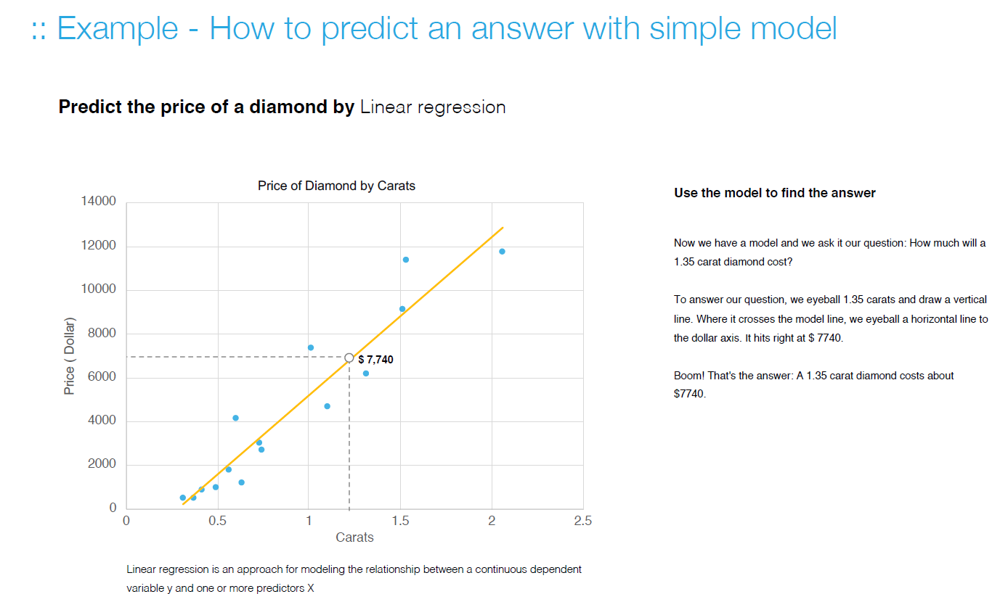 :: Example - How to predict an answer with simple model
Predict the price of a diamond by Linear regression
Price of Diamond by Carats
14000
12000
10000
8000
6000
4000
2000
0
Price ( Dollar)
$ 7,740
0 0.5 1 1.5 2 2.5
Carats
Linear regression is an approach for modeling the relationship between a continuous dependent
variable y and one or more predictors X
Use the model to find the answer
Now we have a model and we ask it our question: How much will a
1.35 carat diamond cost?
To answer our question, we eyeball 1.35 carats and draw a vertical
line. Where it crosses the model line, we eyeball a horizontal line to
the dollar axis. It hits right at $ 7740.
Boom! That's the answer: A 1.35 carat diamond costs about
$7740.